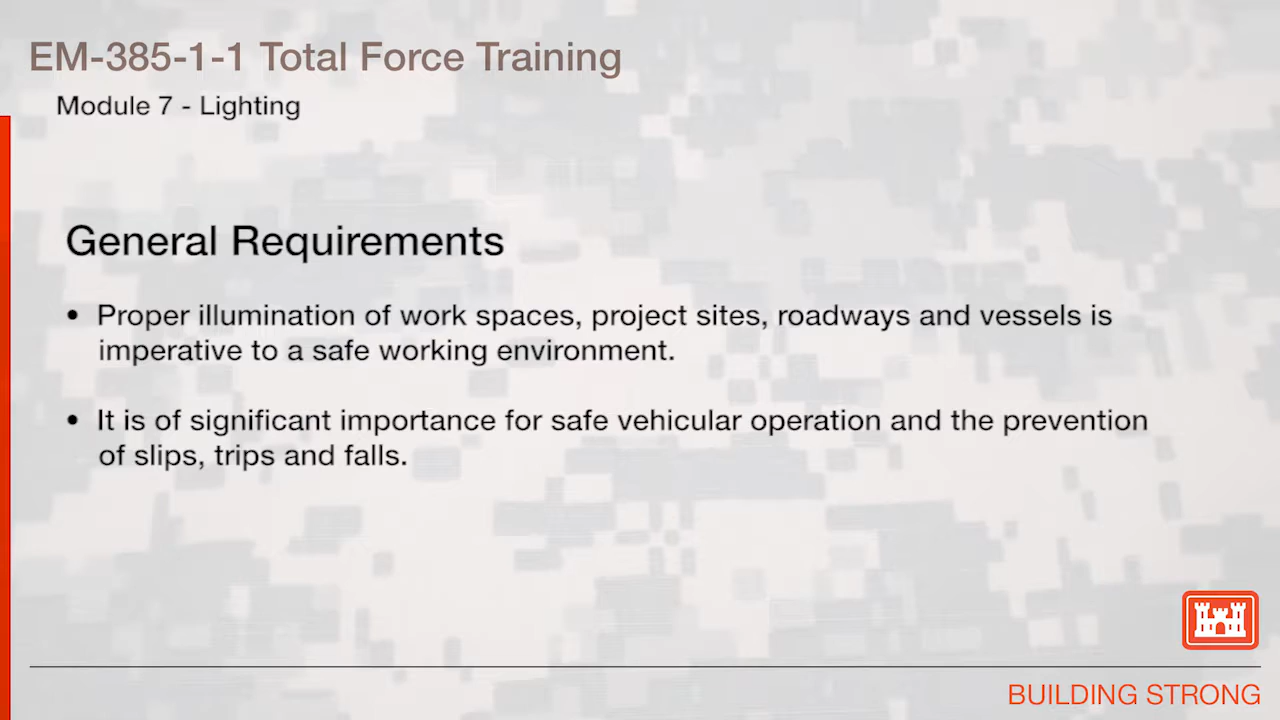 EM-385-1-1 Total Force Training
Module 7 - Lighting
General Requirements
• Proper illumination of work spaces, project sites, roadways and vessels is
imperative to a safe working environment.
• It is of significant importance for safe vehicular operation and the prevention
of slips, trips and falls.
BUILDING STRONG